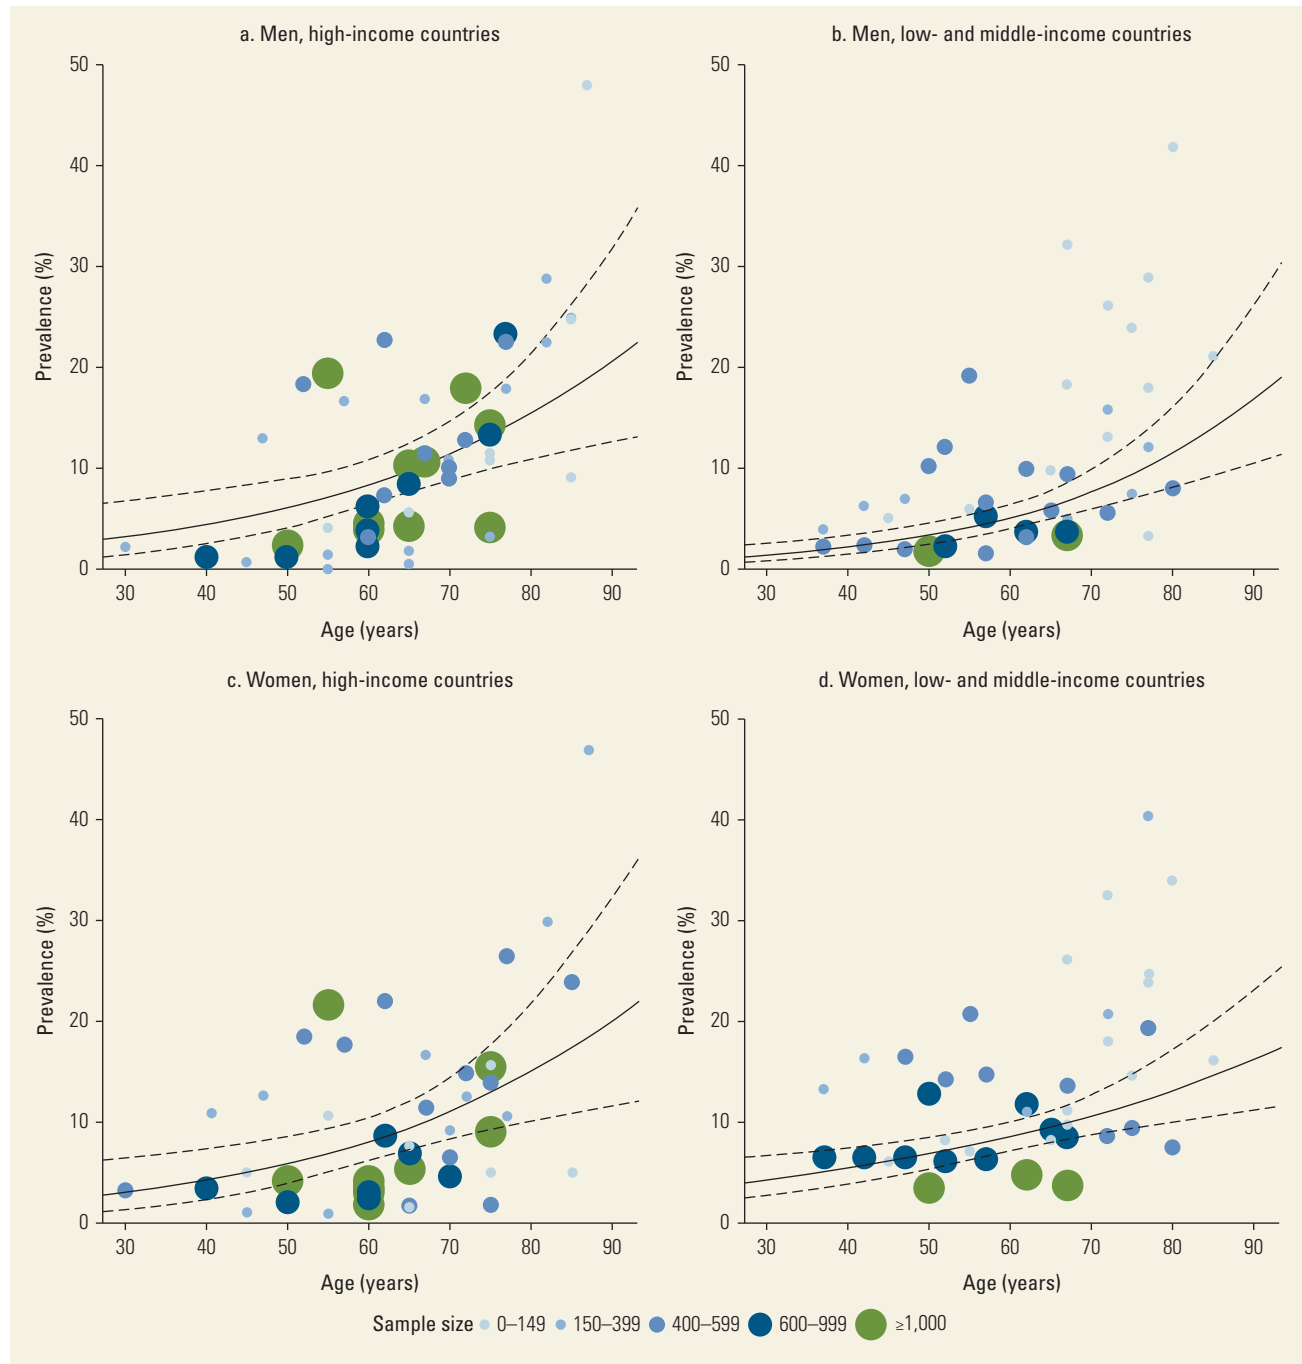 a. Men, high-income countries
50
40
30
20
10
0
Prevalence (%)
30 40 50 60 70 80 90
Age (years)
b. Men, low- and middle-income countries
50
40
30
20
10
0
Prevalence (%)
30 40 50 60 70 80 90
Age (years)
c. Women, high-income countries
50
40
30
20
10
0
Prevalence (%)
30 40 50 60 70 80 90
Age (years)
d. Women, low- and middle-income countries
50
40
30
20
10
0
Prevalence (%)
30 40 50 60 70 80 90
Age (years)
Sample size 0–149 150–399 400–599 600–999 ≥1,000